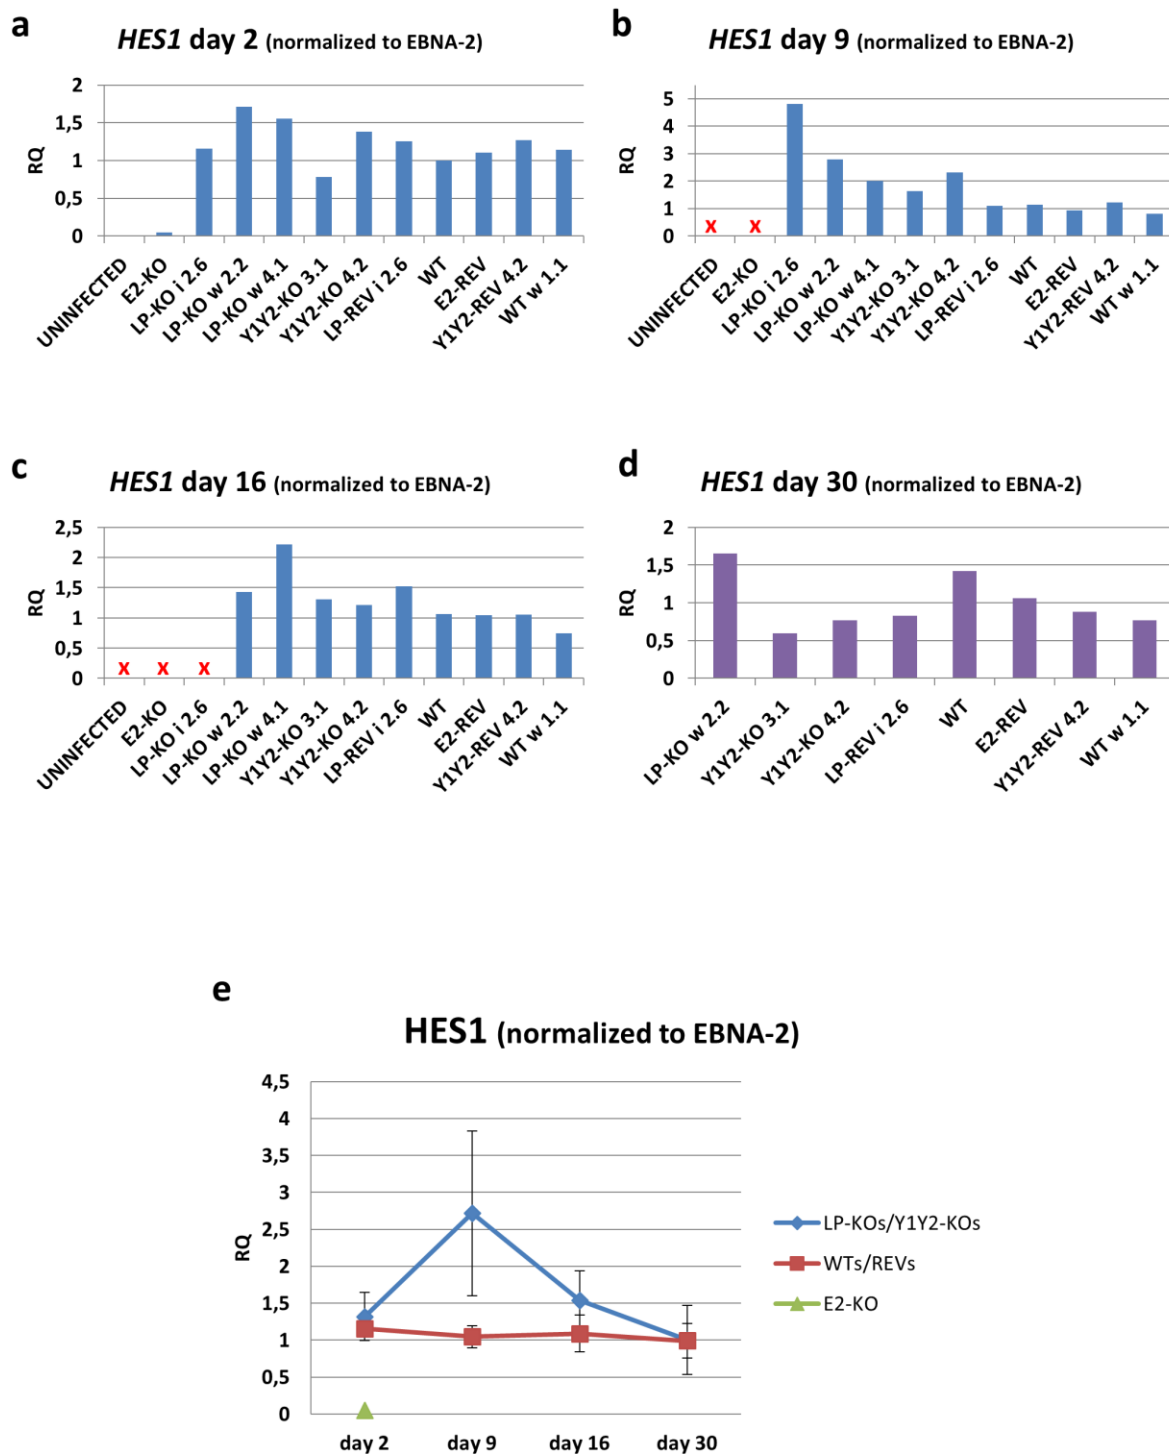 a
HES1 day 2 (normalized to EBNA-2)
2
1,5
1
0,5
0
RQ
UNINFECTED
E2-KO
LP-KO i 2.6
LP-KO w 2.2
LP-KO w 4.1
Y1Y2-KO 3.1
Y1Y2-KO 4.2
LP-REV i 2.6
WT
E2-REV
Y1Y2-REV 4.2
WT w 1.1
b
HES1 day 9 (normalized to EBNA-2)
5
4
3
2
1
0
RQ
x x
UNINFECTED
E2-KO
LP-KO i 2.6
LP-KO w 2.2
LP-KO w 4.1
Y1Y2-KO 3.1
Y1Y2-KO 4.2
LP-REV i 2.6
WT
E2-REV
Y1Y2-REV 4.2
WT w 1.1
c
HES1 day 16 (normalized to EBNA-2)
2,5
2
1,5
1
0,5
0
RQ
x x x
UNINFECTED
E2-KO
LP-KO i 2.6
LP-KO w 2.2
LP-KO w 4.1
Y1Y2-KO 3.1
Y1Y2-KO 4.2
LP-REV i 2.6
WT
E2-REV
Y1Y2-REV 4.2
WT w 1.1
d
HES1 day 30 (normalized to EBNA-2)
2
1,5
1
0,5
0
RQ
LP-KO w 2.2
Y1Y2-KO 3.1
Y1Y2-KO 4.2
LP-REV i 2.6
WT
E2-REV
Y1Y2-REV 4.2
WT w 1.1
e
HES1 (normalized to EBNA-2)
4,5
4
3,5
3
2,5
2
1,5
1
0,5
0
RQ
day 2 day 9 day 16 day 30
LP-KOs/Y1Y2-KOs
WTs/REVs
E2-KO